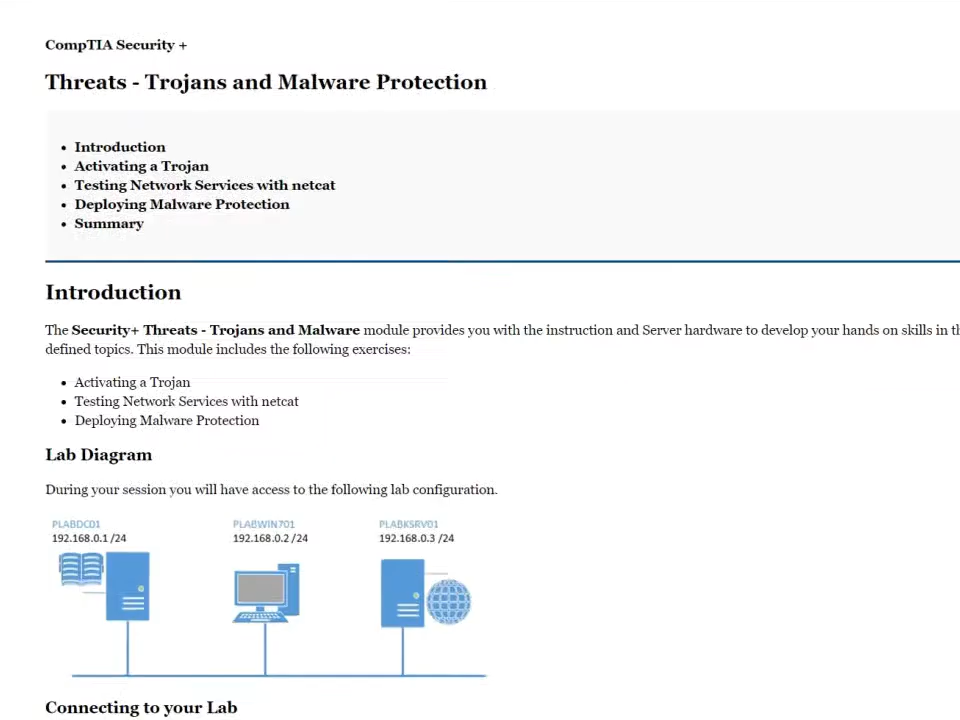 CompTIA Security +
Threats - Trojans and Malware Protection
• Introduction
• Activating a Trojan
• Testing Network Services with netcat
• Deploying Malware Protection
• Summary
Introduction
The Security+ Threats - Trojans and Malware module provides you with the instruction and Server hardware to develop your hands on skills in
defined topics. This module includes the following exercises:
• Activating a Trojan
• Testing Network Services with netcat
• Deploying Malware Protection
Lab Diagram
During your session you will have access to the following lab configuration.
PLABDC01 PLABWIN701 PLABKSRV01
192.168.0.1 /24 192.168.0.2 /24 192.168.0.3 /24
Connecting to your Lab